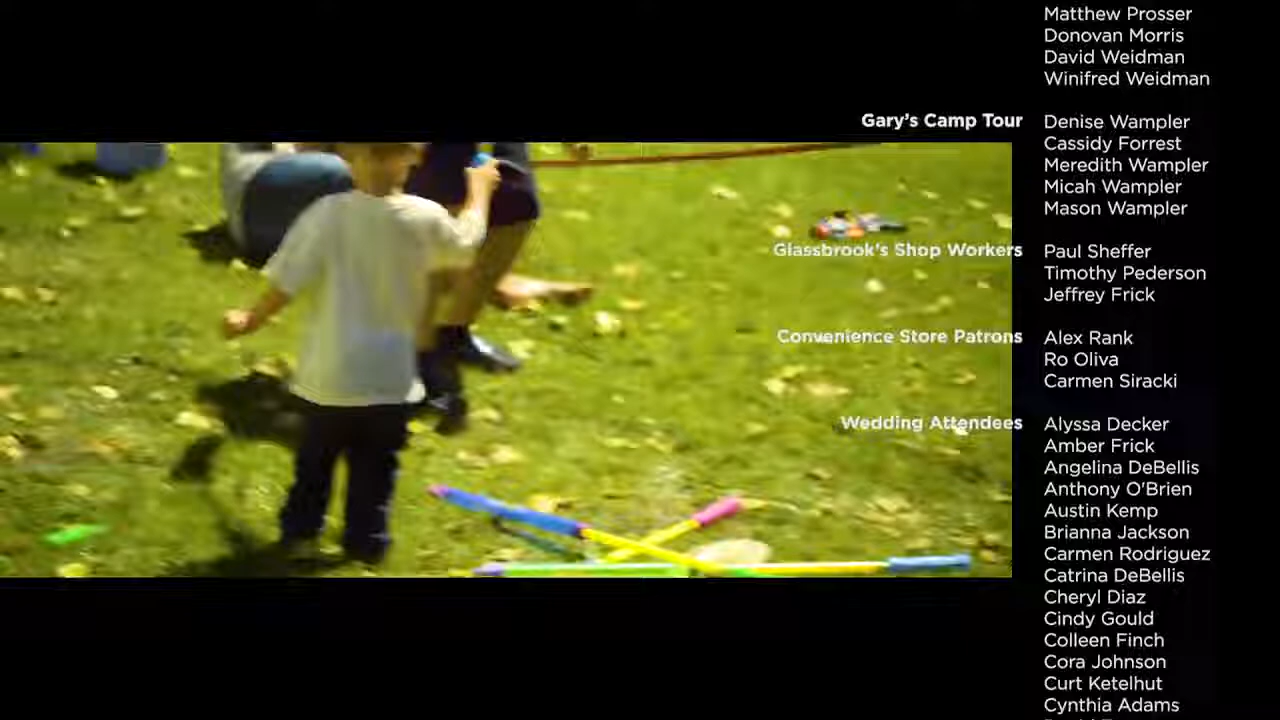 Matthew Prosser
Donovan Morris
David Weidman
Winifred Weidman
Gary's Camp Tour Denise Wampler
Cassidy Forrest
Meredith Wampler
Micah Wampler
Mason Wampler
Glassbrook's Shop Workers Paul Sheffer
Timothy Pederson
Jeffrey Frick
Convenience Store Patrons Alex Rank
Ro Oliva
Carmen Siracki
Wedding Attendees Alyssa Decker
Amber Frick
Angelina DeBellis
Anthony O'Brien
Austin Kemp
Brianna Jackson
Carmen Rodriguez
Catrina DeBellis
Cheryl Diaz
Cindy Gould
Colleen Finch
Cora Johnson
Curt Ketelhut
Cynthia Adams